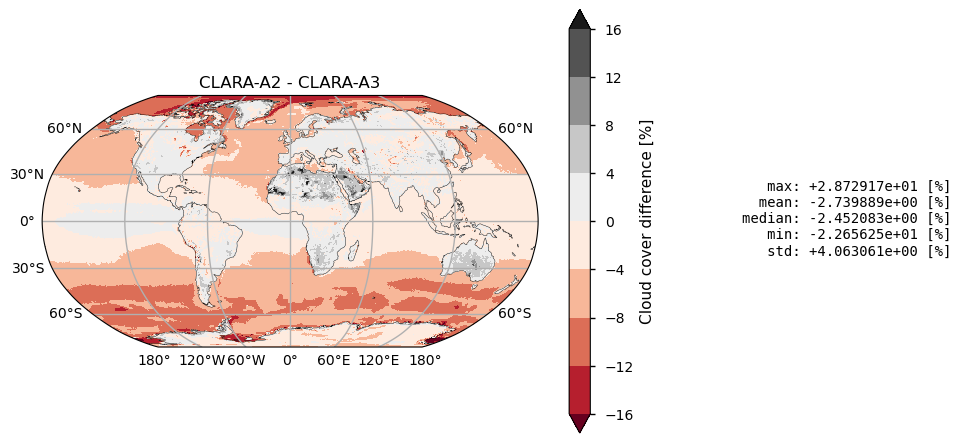 CLARA-A2 - CLARA-A3
60°N
60°N
30°N
30°N
0°
0°
30°S
30°S
60°S
60°S
180° 120°W 60°W 0° 60°E 120°E 180°
16
12
8
4
0
−4
−8
−12
−16
Cloud cover difference [%]
max: +2.872917e+01 [%]
mean: -2.739889e+00 [%]
median: -2.452083e+00 [%]
min: -2.265625e+01 [%]
std: +4.063061e+00 [%]